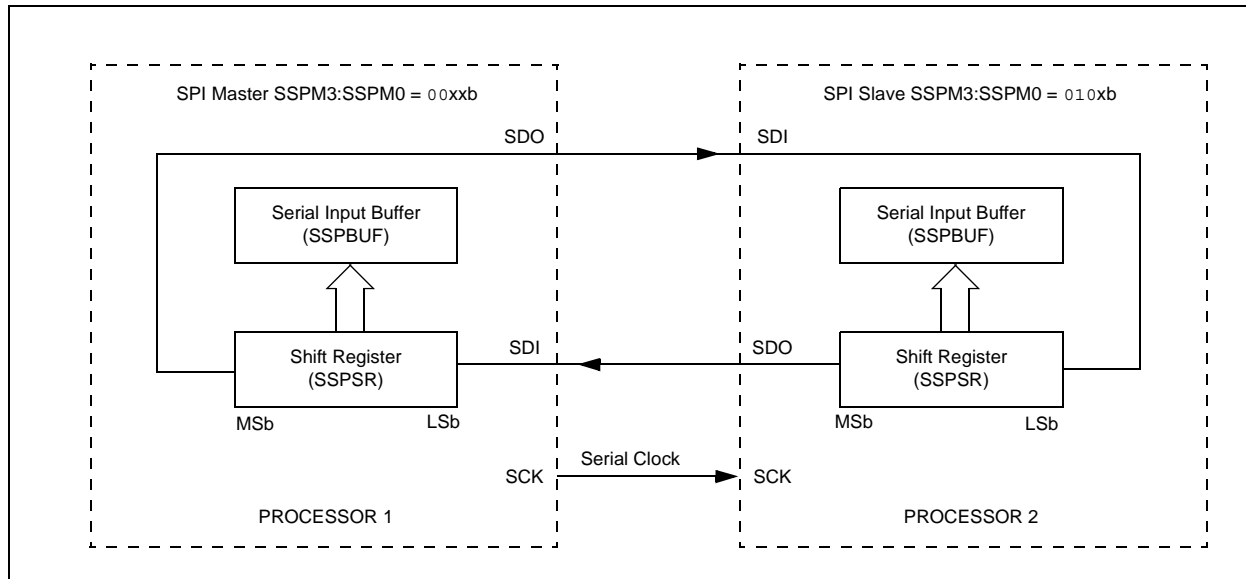 SPI Master SSPM3:SSPM0 = 00xxb
SPI Slave SSPM3:SSPM0 = 010xb
SDO
SDI
Serial Input Buffer
(SSPBUF)
Serial Input Buffer
(SSPBUF)
Shift Register
(SSPSR)
SDI
SDO
Shift Register
(SSPSR)
MSb
LSb
MSb
LSb
SCK
Serial Clock
SCK
PROCESSOR 1
PROCESSOR 2